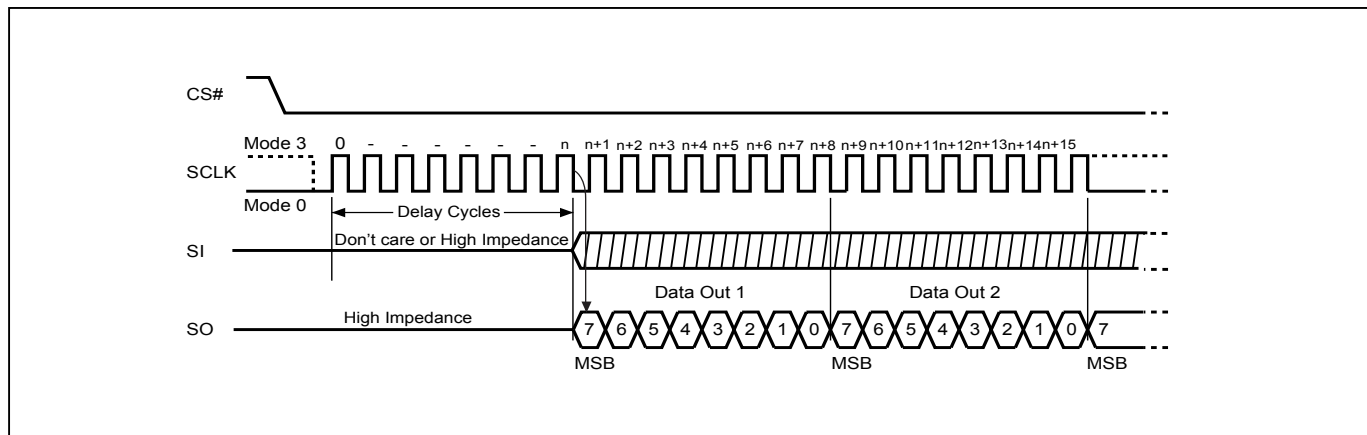 CS#
Mode 3
0 - - - - - - n n+1 n+2 n+3 n+4 n+5 n+6 n+7 n+8 n+9 n+10 n+11 n+12 n+13 n+14 n+15
SCLK
Mode 0
Delay Cycles
Don't care or High Impedance
SI
Data Out 1 Data Out 2
High Impedance
SO
7 6 5 4 3 2 1 0 7 6 5 4 3 2 1 0 7
MSB MSB MSB